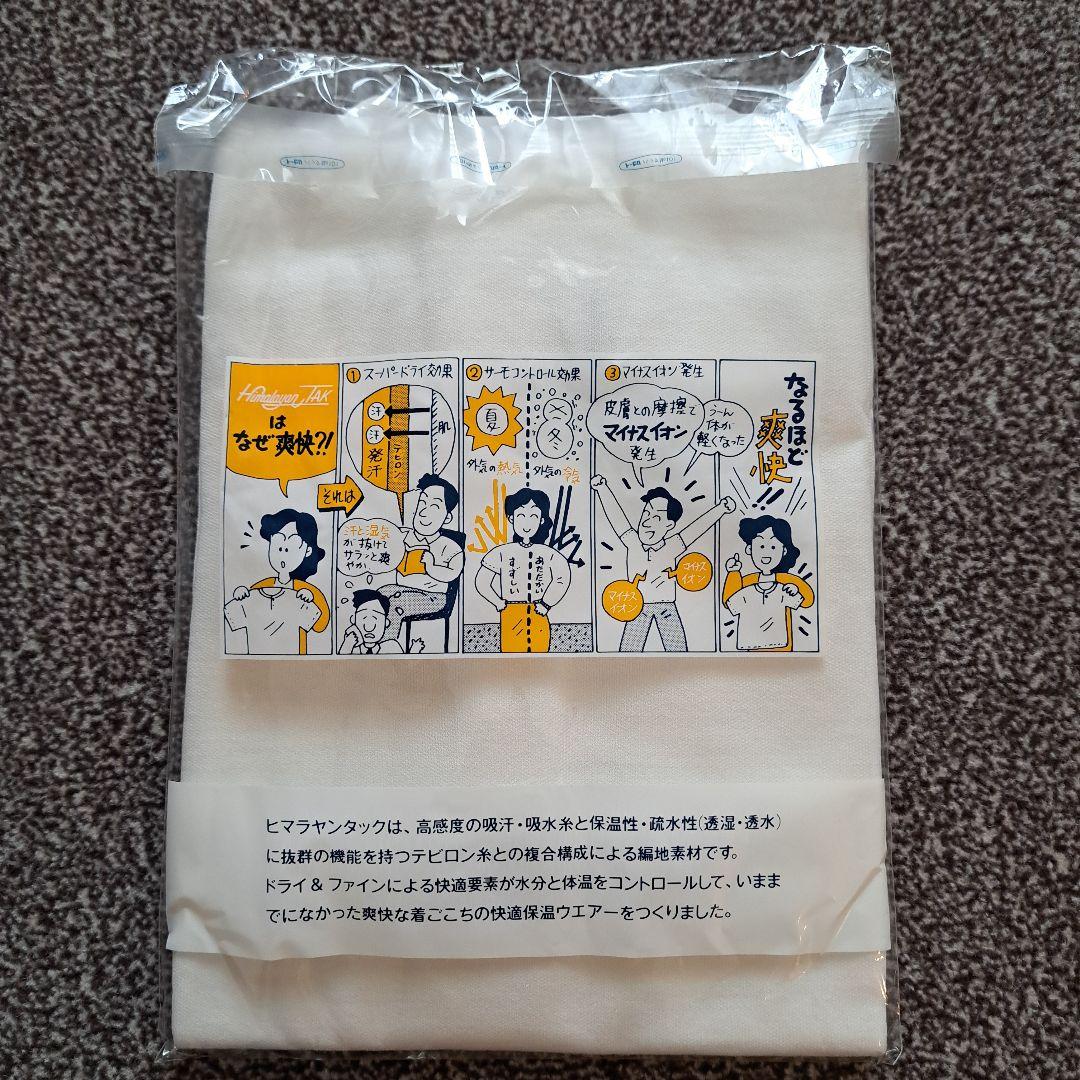 Himalayan TAK
は
なぜ爽快?!
それは
① スーパードライ効果
汗
汗
発汗
テビロン
肌
汗と湿気
が抜けて
サラッと爽
やか
② サーモコントロール効果
夏
冬
外気の熱気
外気の冷気
すずしい
あたたかい
③ マイナスイオン発生
皮膚との摩擦で
マイナスイオン
発生
うーん
体が
軽くなった
マイナス
イオン
マイナス
イオン
なるほど
爽快!!
ヒマラヤンタックは、高感度の吸汗・吸水糸と保温性・疎水性(透湿・透水)
に抜群の機能を持つテビロン糸との複合構成による編地素材です。
ドライ & ファインによる快適要素が水分と体温をコントロールして、いまま
でになかった爽快な着ごこちの快適保温ウエアーをつくりました。